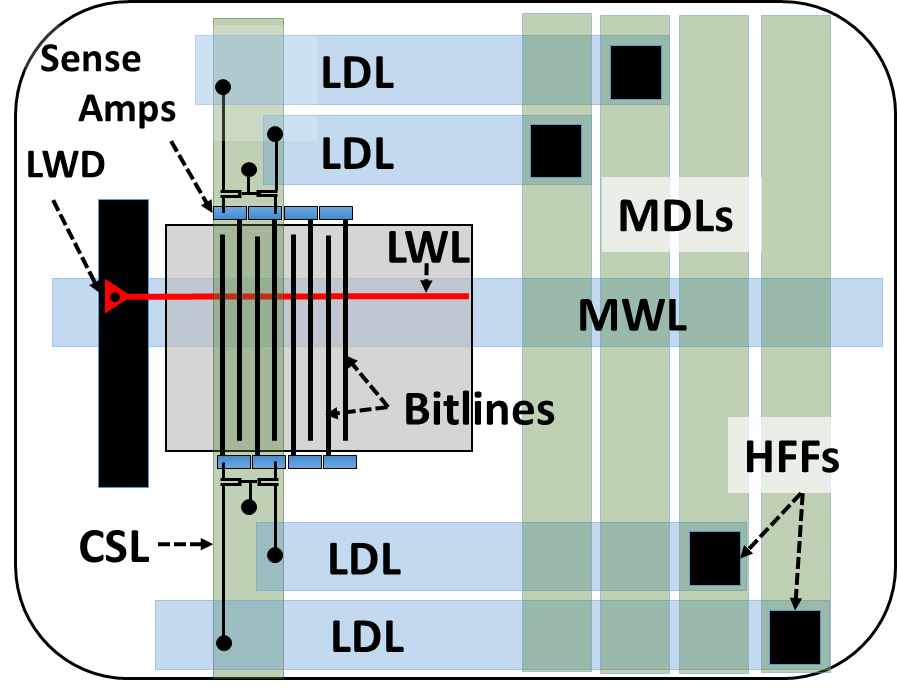 Sense
Amps
LDL
LDL
LWD
MDLs
LWL
MWL
Bitlines
HFFs
CSL
LDL
LDL